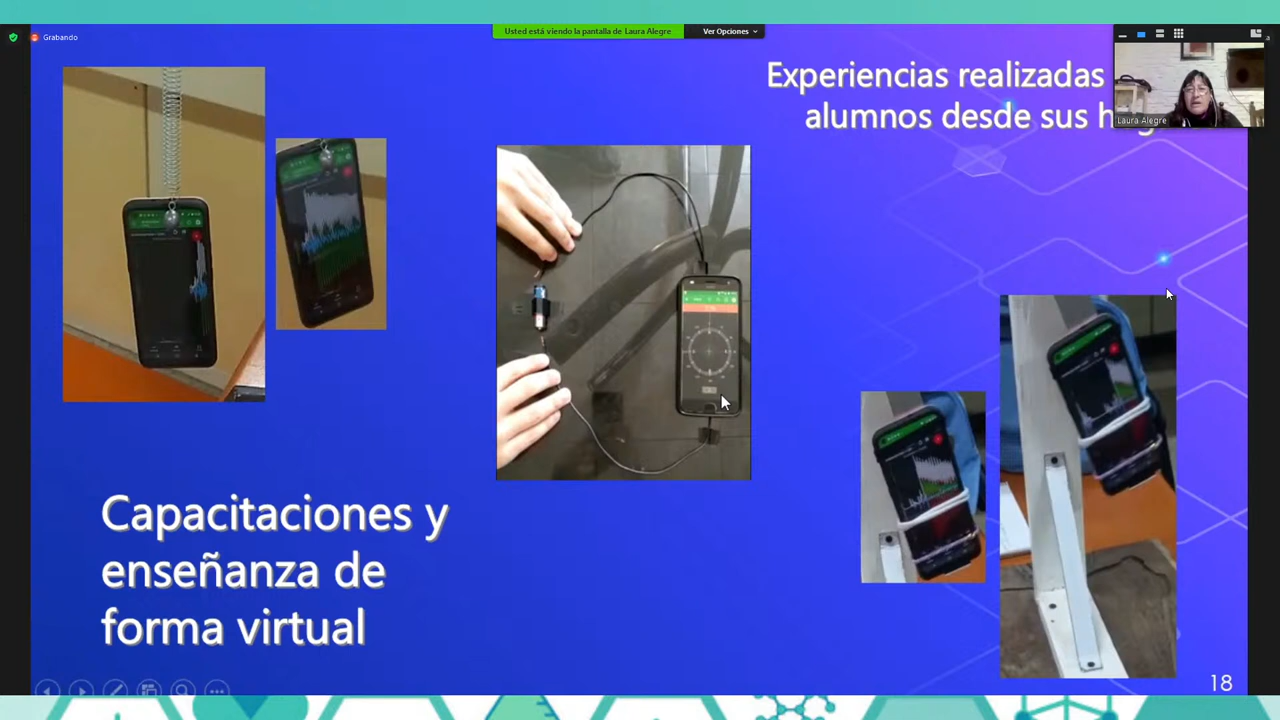 Grabando
Usted está viendo la pantalla de Laura Alegre
Ver Opciones
Experiencias realizadas
alumnos desde sus
Laura Alegre
Capacitaciones y
enseñanza de
forma virtual
18